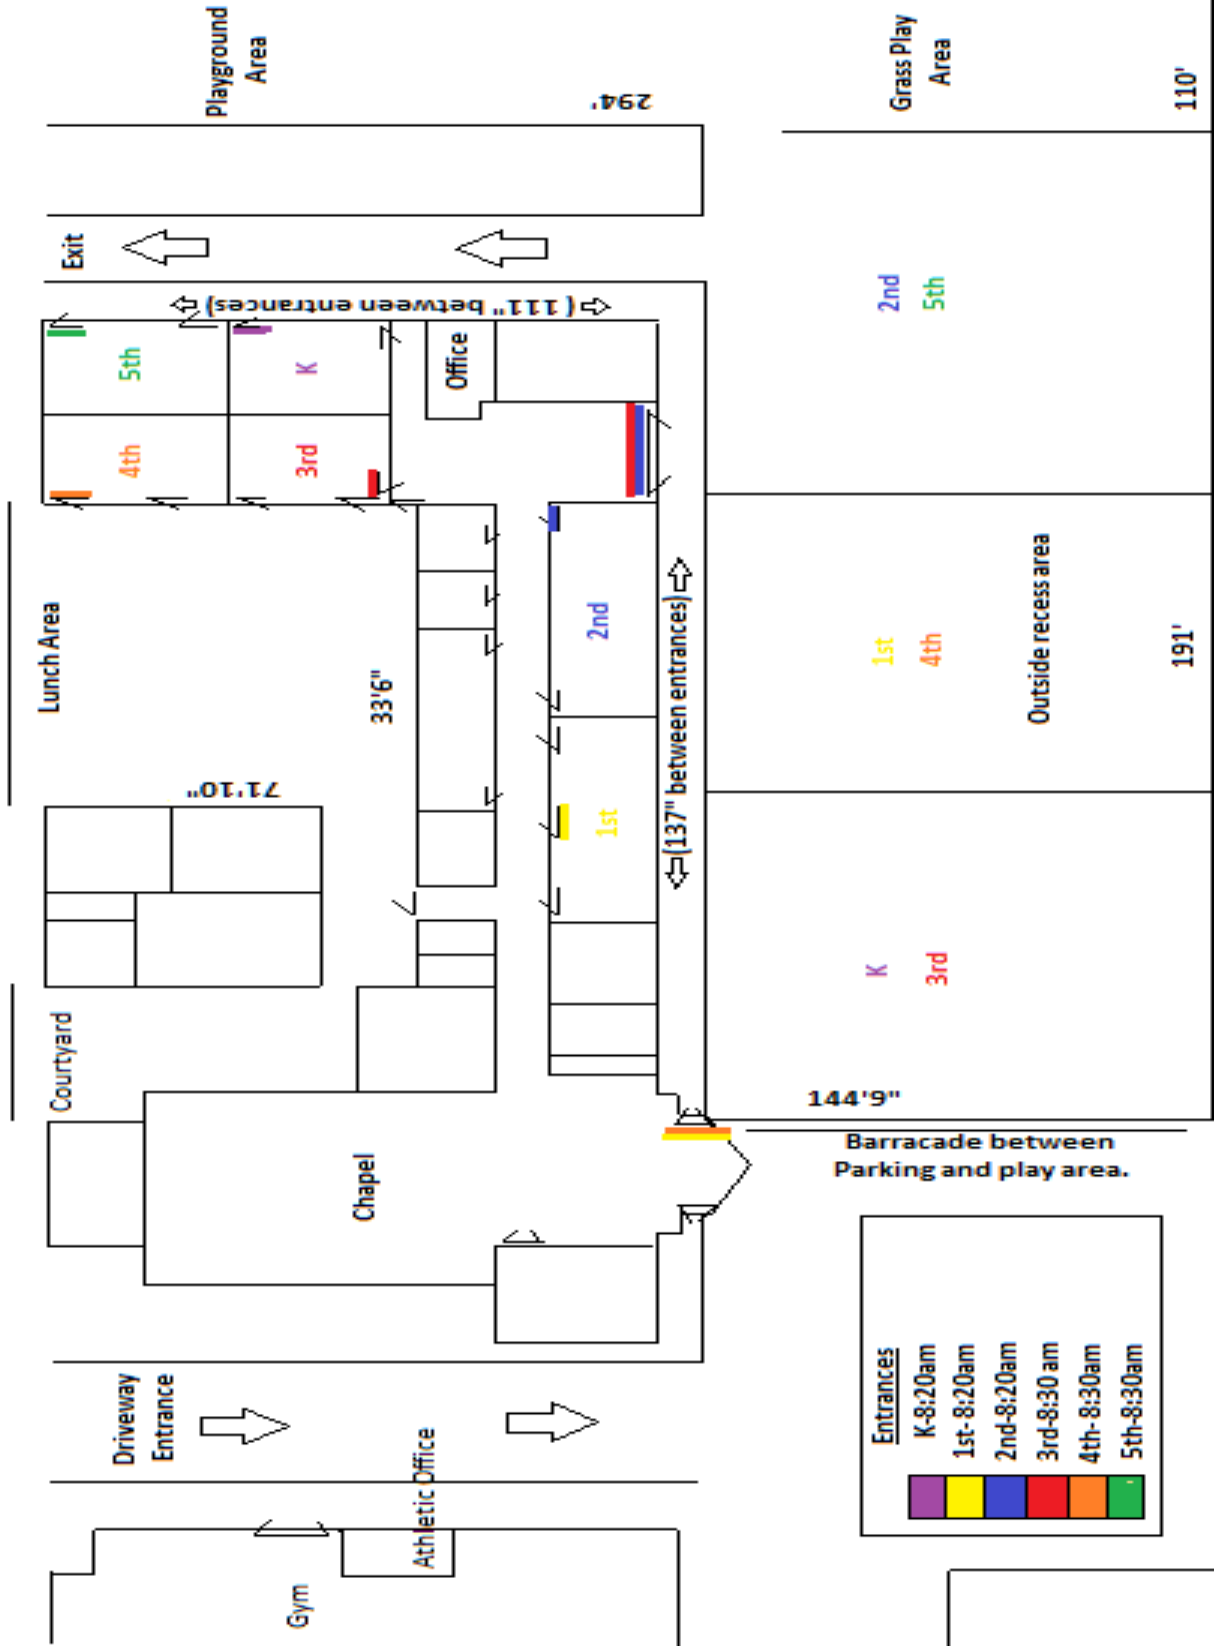 Playground
Area
Grass Play
Area
294'
110'
Exit
( 111" between entrances)
5th
K
Office
4th
3rd
2nd
5th
Lunch Area
33'6"
71'10"
2nd
1st
(137" between entrances)
1st
4th
Outside recess area
191'
K
3rd
Courtyard
Chapel
144'9"
Barracade between
Parking and play area.
Driveway
Entrance
Athletic Office
Gym
Entrances
K-8:20am
1st- 8:20am
2nd-8:20am
3rd-8:30 am
4th- 8:30am
5th-8:30am